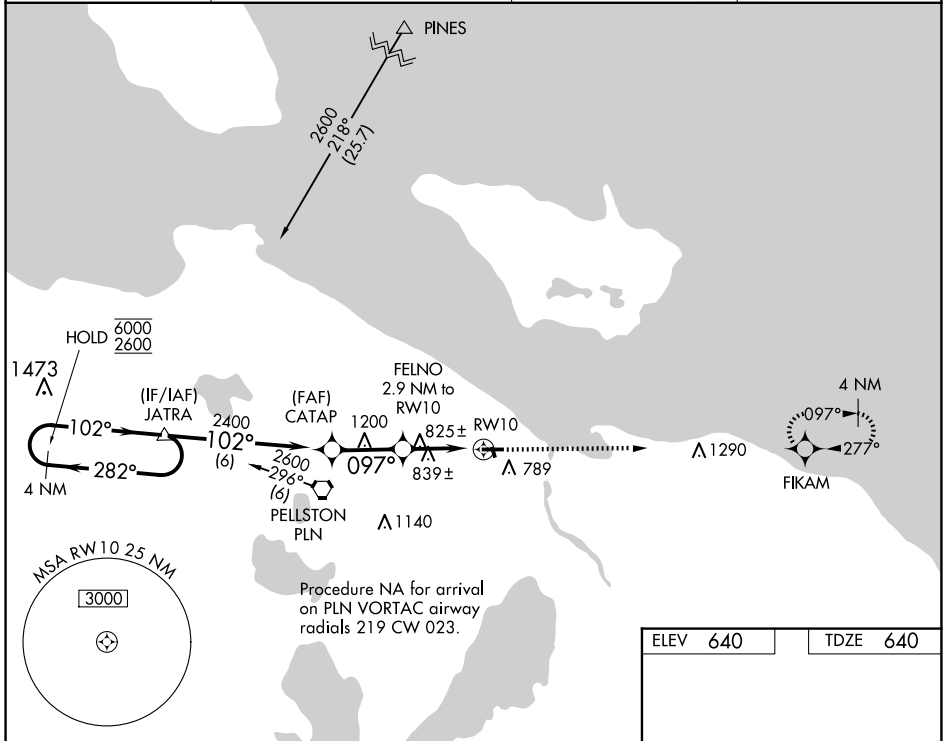 PINES
2600
218°
(25.7)
HOLD
6000
2600
1473
(IF/IAF)
JATRA
(FAF)
CATAP
FELNO
2.9 NM to
RW10
4 NM
102°
2400
102°
(6)
1200
825±
RW10
097°
282°
2600
296°
(6)
097°
839±
789
1290
277°
4 NM
FIKAM
PELLSTON
PLN
1140
MSA RW10 25 NM
3000
Procedure NA for arrival
on PLN VORTAC airway
radials 219 CW 023.
ELEV 640
TDZE 640